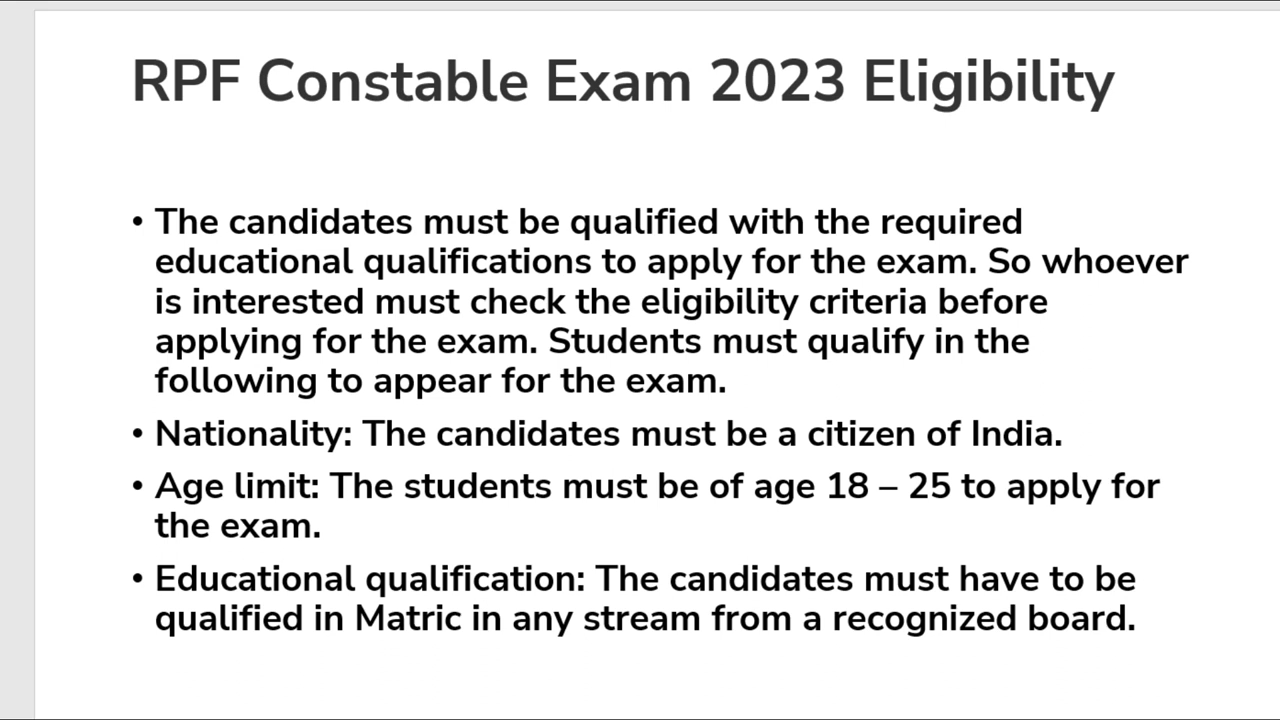 RPF Constable Exam 2023 Eligibility
• The candidates must be qualified with the required
educational qualifications to apply for the exam. So whoever
is interested must check the eligibility criteria before
applying for the exam. Students must qualify in the
following to appear for the exam.
• Nationality: The candidates must be a citizen of India.
• Age limit: The students must be of age 18 – 25 to apply for
the exam.
• Educational qualification: The candidates must have to be
qualified in Matric in any stream from a recognized board.